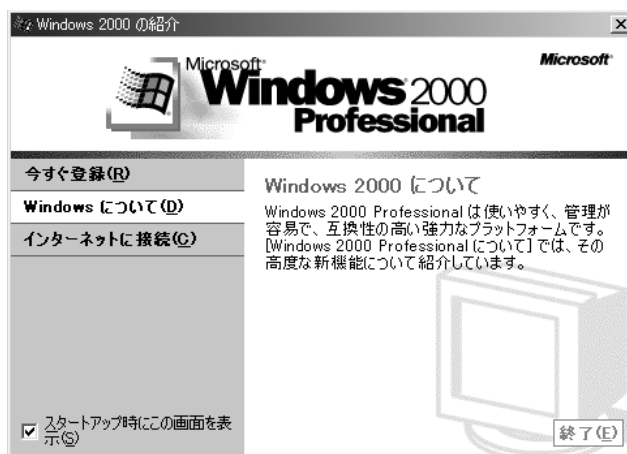 Windows 2000 の紹介
Microsoft
Windows 2000
Professional
Microsoft
今すぐ登録(R)
Windows について(D)
インターネットに接続(C)
Windows 2000 について
Windows 2000 Professional は使いやすく、管理が
容易で、互換性の高い強力なプラットフォームです。
[Windows 2000 Professional について] では、その
高度な新機能について紹介しています。
スタートアップ時にこの画面を表
示(S)
終了(E)